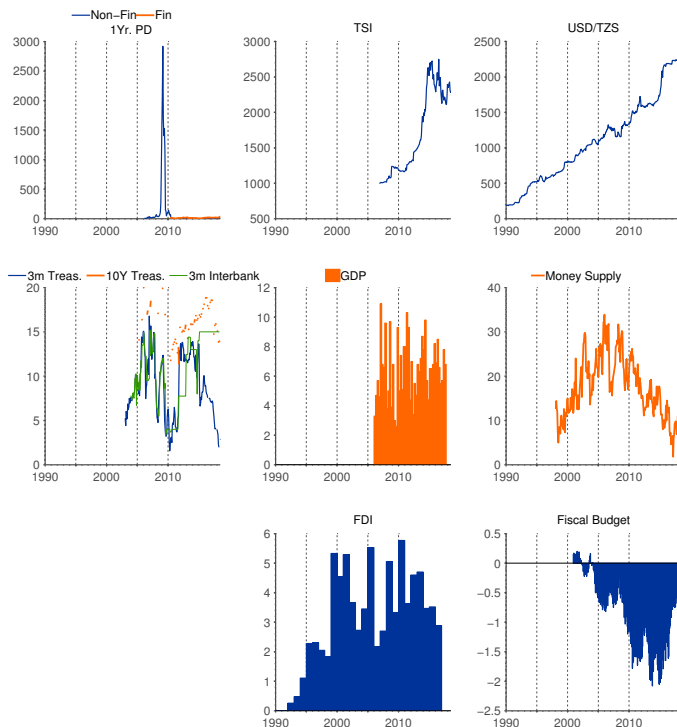 Non−Fin Fin
1Yr. PD
TSI
USD/TZS
3000
2500
2000
1500
1000
500
0
1990 2000 2010
3000
2500
2000
1500
1000
500
1990 2000 2010
2500
2000
1500
1000
500
0
1990 2000 2010
3m Treas. 10Y Treas. 3m Interbank
GDP
Money Supply
20
15
10
5
0
1990 2000 2010
12
10
8
6
4
2
0
1990 2000 2010
40
30
20
10
0
1990 2000 2010
FDI
Fiscal Budget
6
5
4
3
2
1
0
1990 2000 2010
0.5
0
−0.5
−1
−1.5
−2
−2.5
1990 2000 2010